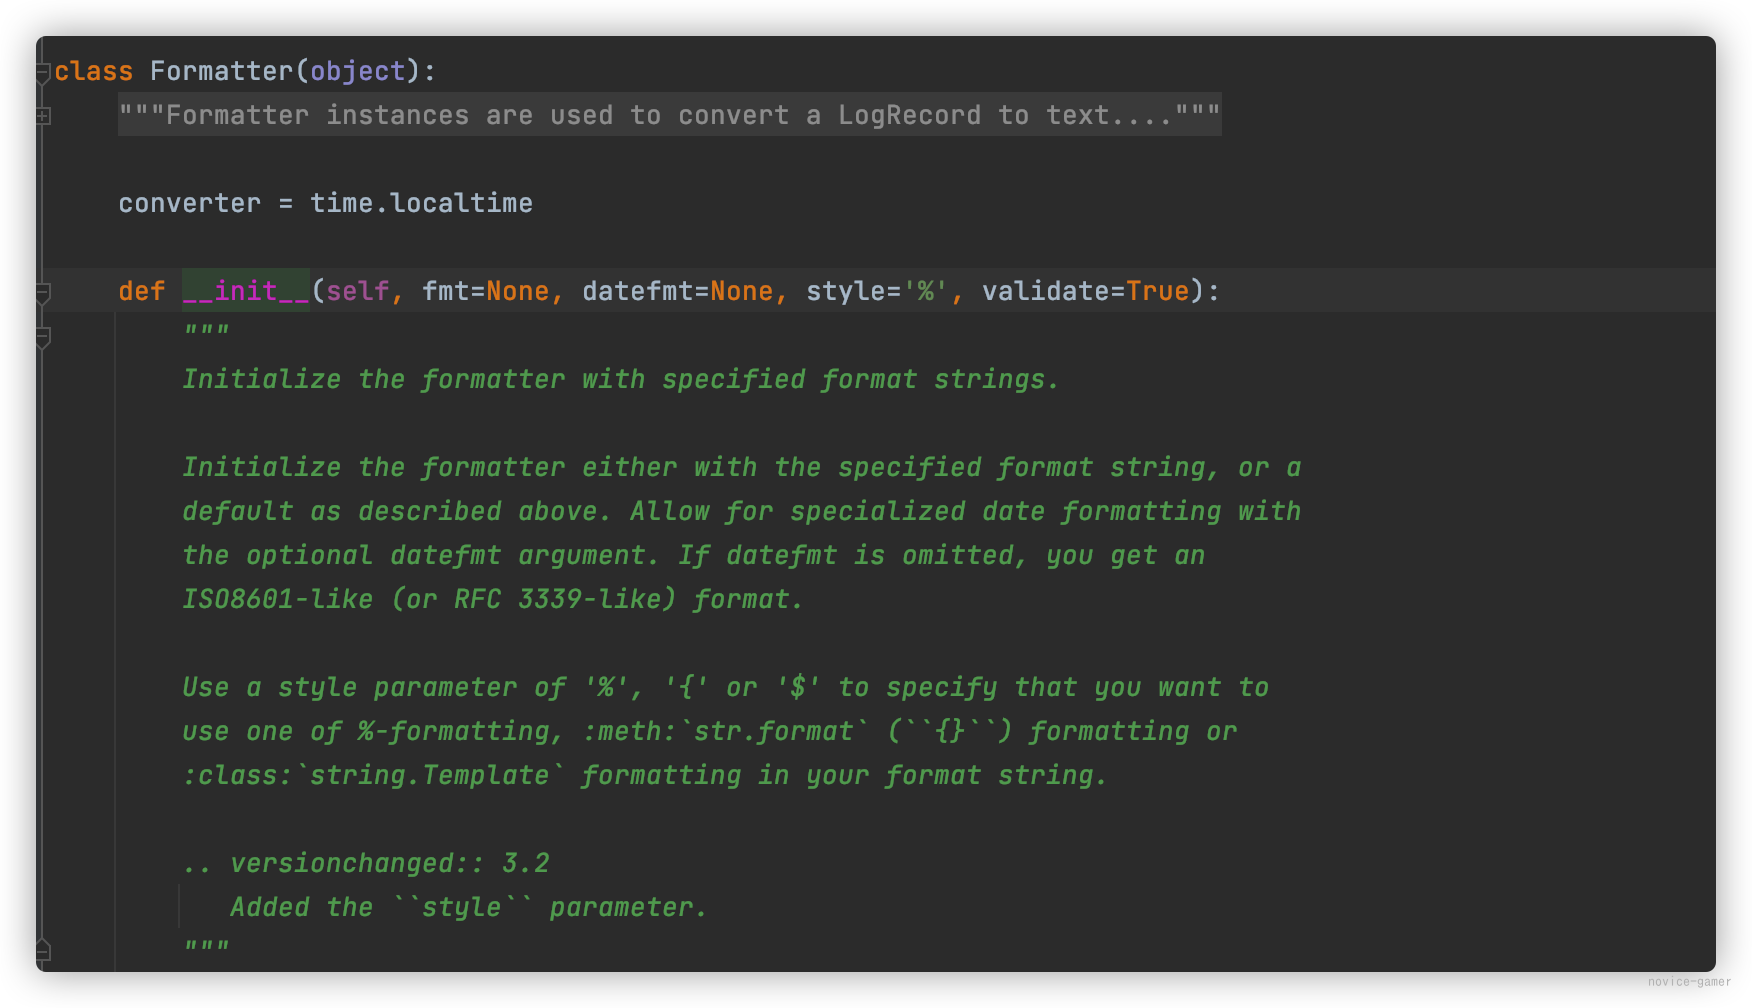 class Formatter(object):
"""Formatter instances are used to convert a LogRecord to text...."""
converter = time.localtime
def __init__(self, fmt=None, datefmt=None, style='%', validate=True):
"""
Initialize the formatter with specified format strings.
Initialize the formatter either with the specified format string, or a
default as described above. Allow for specialized date formatting with
the optional datefmt argument. If datefmt is omitted, you get an
ISO8601-like (or RFC 3339-like) format.
Use a style parameter of '%', '{' or '$' to specify that you want to
use one of %-formatting, :meth:`str.format` (``{}``) formatting or
:class:`string.Template` formatting in your format string.
.. versionchanged:: 3.2
Added the ``style`` parameter.
"""
novice-gamer